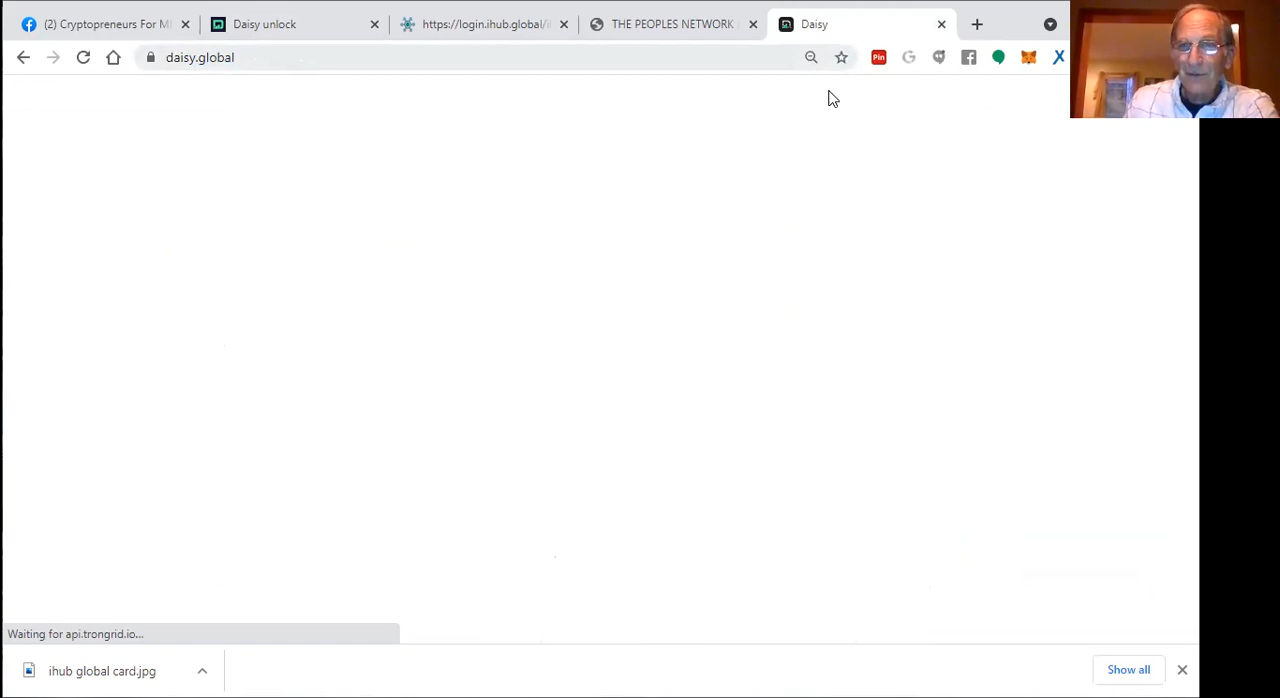 (2) Cryptopreneurs For M
Daisy unlock
https://login.ihub.global/i
THE PEOPLES NETWORK
Daisy
daisy.global
Pin
G
X
Waiting for api.trongrid.io...
ihub global card.jpg
Show all